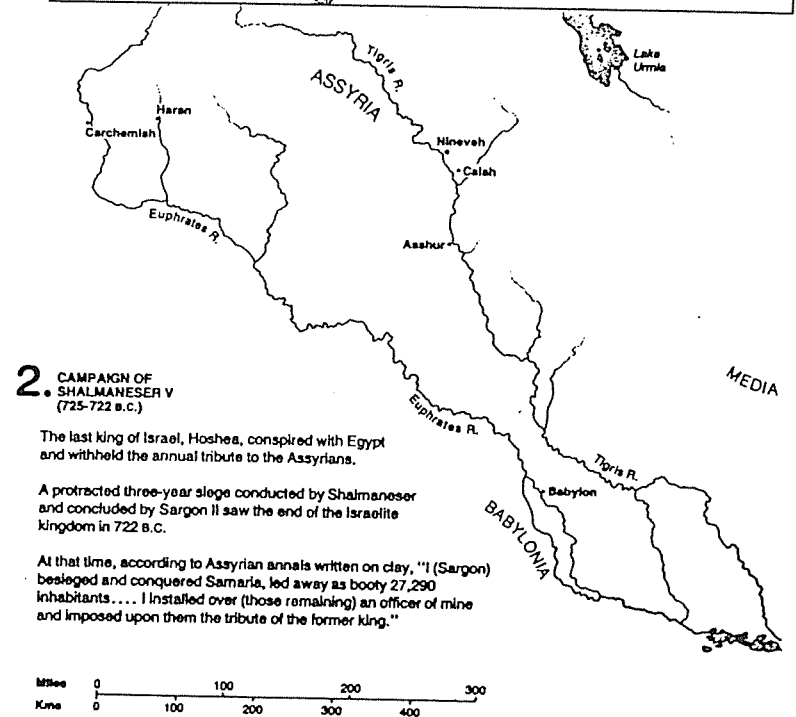 Lake
Urmia
Tigris R.
ASSYRIA
Haran
Carchemish
Nineveh
Calah
Euphrates R.
Asshur
MEDIA
2. CAMPAIGN OF
SHALMANESER V
(725-722 B.C.)
Euphrates R.
The last king of Israel, Hoshea, conspired with Egypt
and withheld the annual tribute to the Assyrians.
Tigris R.
Babylon
BABYLONIA
A protracted three-year siege conducted by Shalmaneser
and concluded by Sargon II saw the end of the Israelite
kingdom in 722 B.C.
At that time, according to Assyrian annals written on clay, "I (Sargon)
besieged and conquered Samaria, led away as booty 27,290
inhabitants.... I installed over (those remaining) an officer of mine
and imposed upon them the tribute of the former king."
Miles 0 100 200 300
Kms 0 100 200 300 400